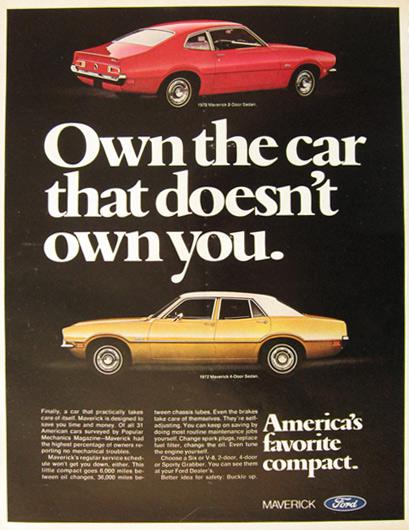 1970 Maverick 2-Door Sedan.
Own the car
that doesn't
own you.
1972 Maverick 4-Door Sedan.
Finally, a car that practically takes
care of itself. Maverick is designed to
save you time and money. Of all 31
American cars surveyed by Popular
Mechanics Magazine—Maverick had
the highest percentage of owners re-
porting no mechanical troubles.
Maverick's regular service sched-
ule won't get you down, either. This
little compact goes 6,000 miles be-
tween oil changes, 36,000 miles be-
tween chassis lubes. Even the brakes
take care of themselves. They're self-
adjusting. You can keep on saving by
doing most routine maintenance jobs
yourself. Change spark plugs, replace
fuel filter, change the oil. Even tune
the engine yourself.
Choose a Six or V-8, 2-door, 4-door
or Sporty Grabber. You can see them
at your Ford Dealer's.
Better idea for safety: Buckle up.
America's
favorite
compact.
MAVERICK
Ford